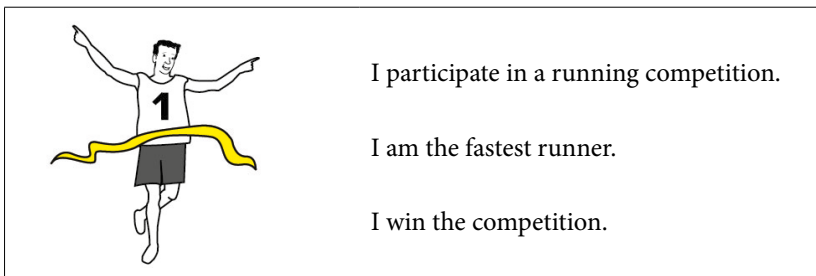 1
I participate in a running competition.
I am the fastest runner.
I win the competition.